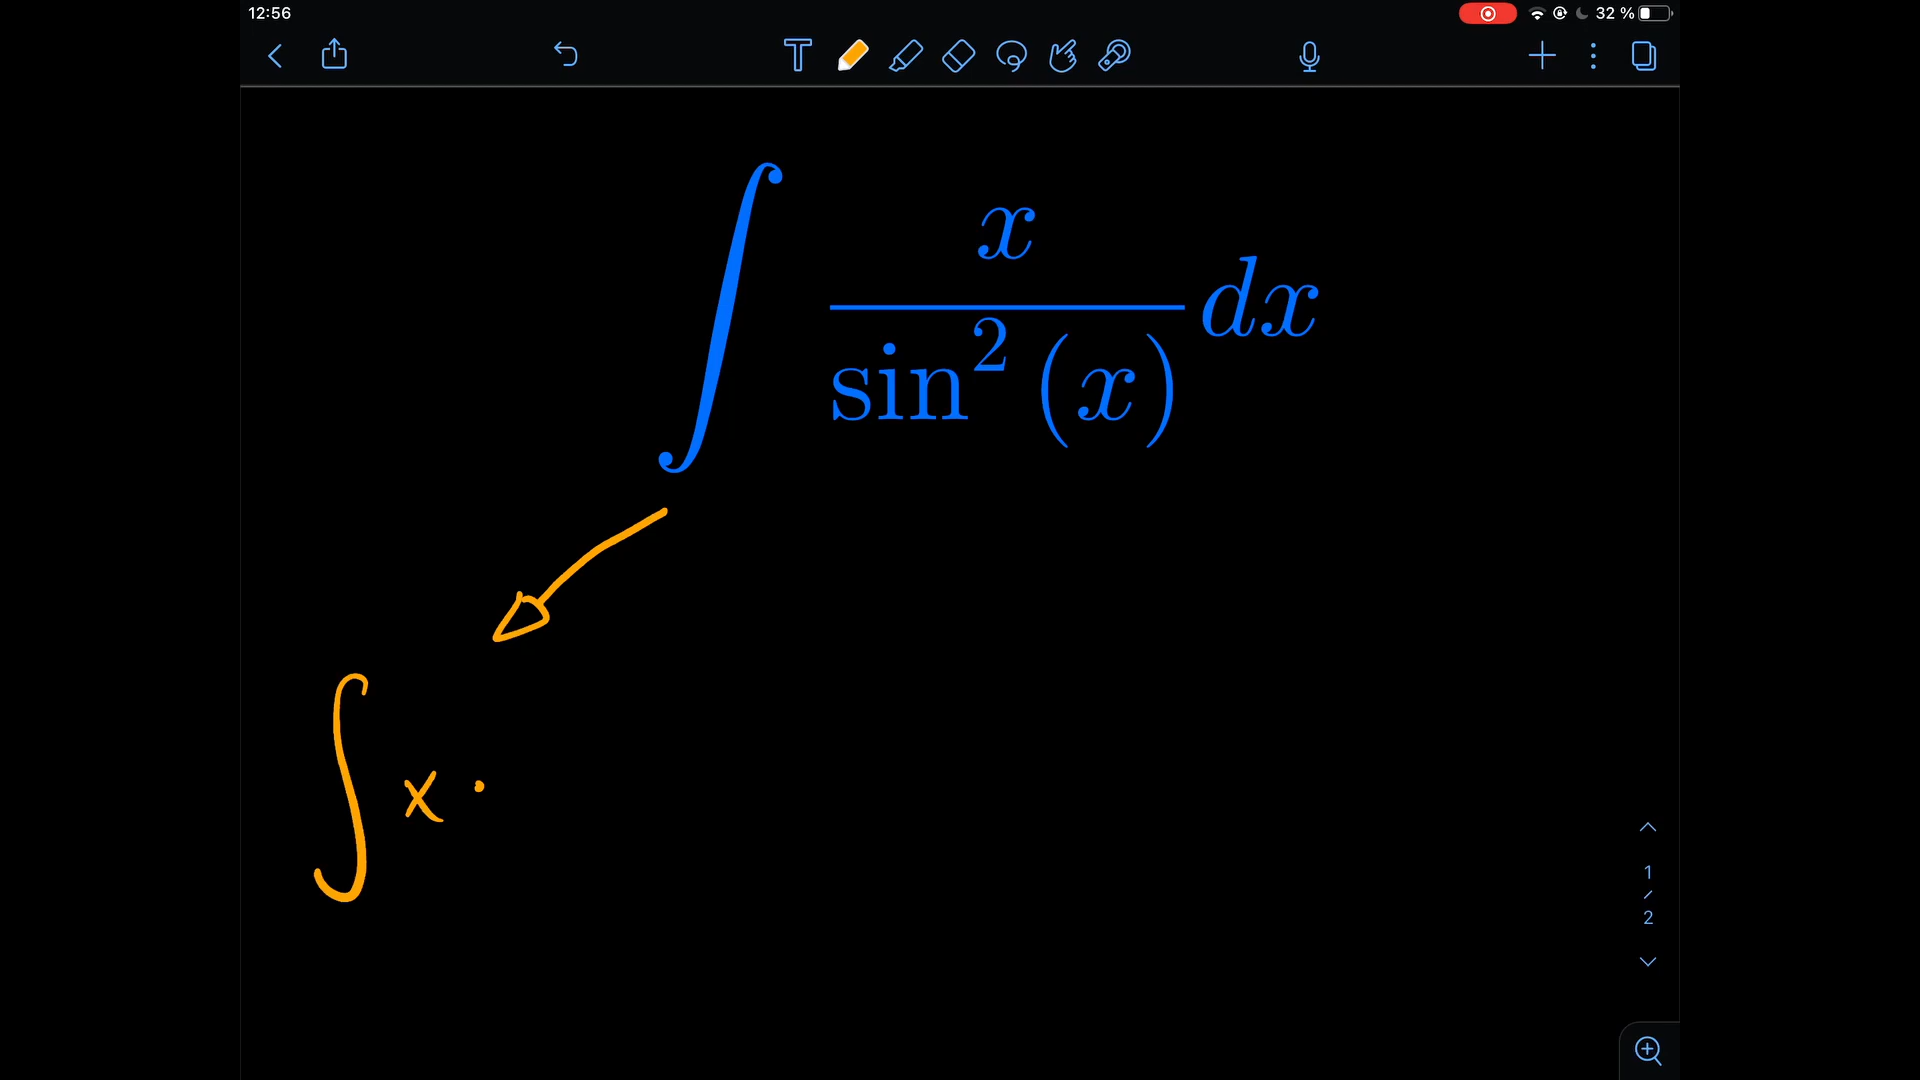 12:56
32 %
∫ x / sin² (x) dx
∫ x ·
1 / 2